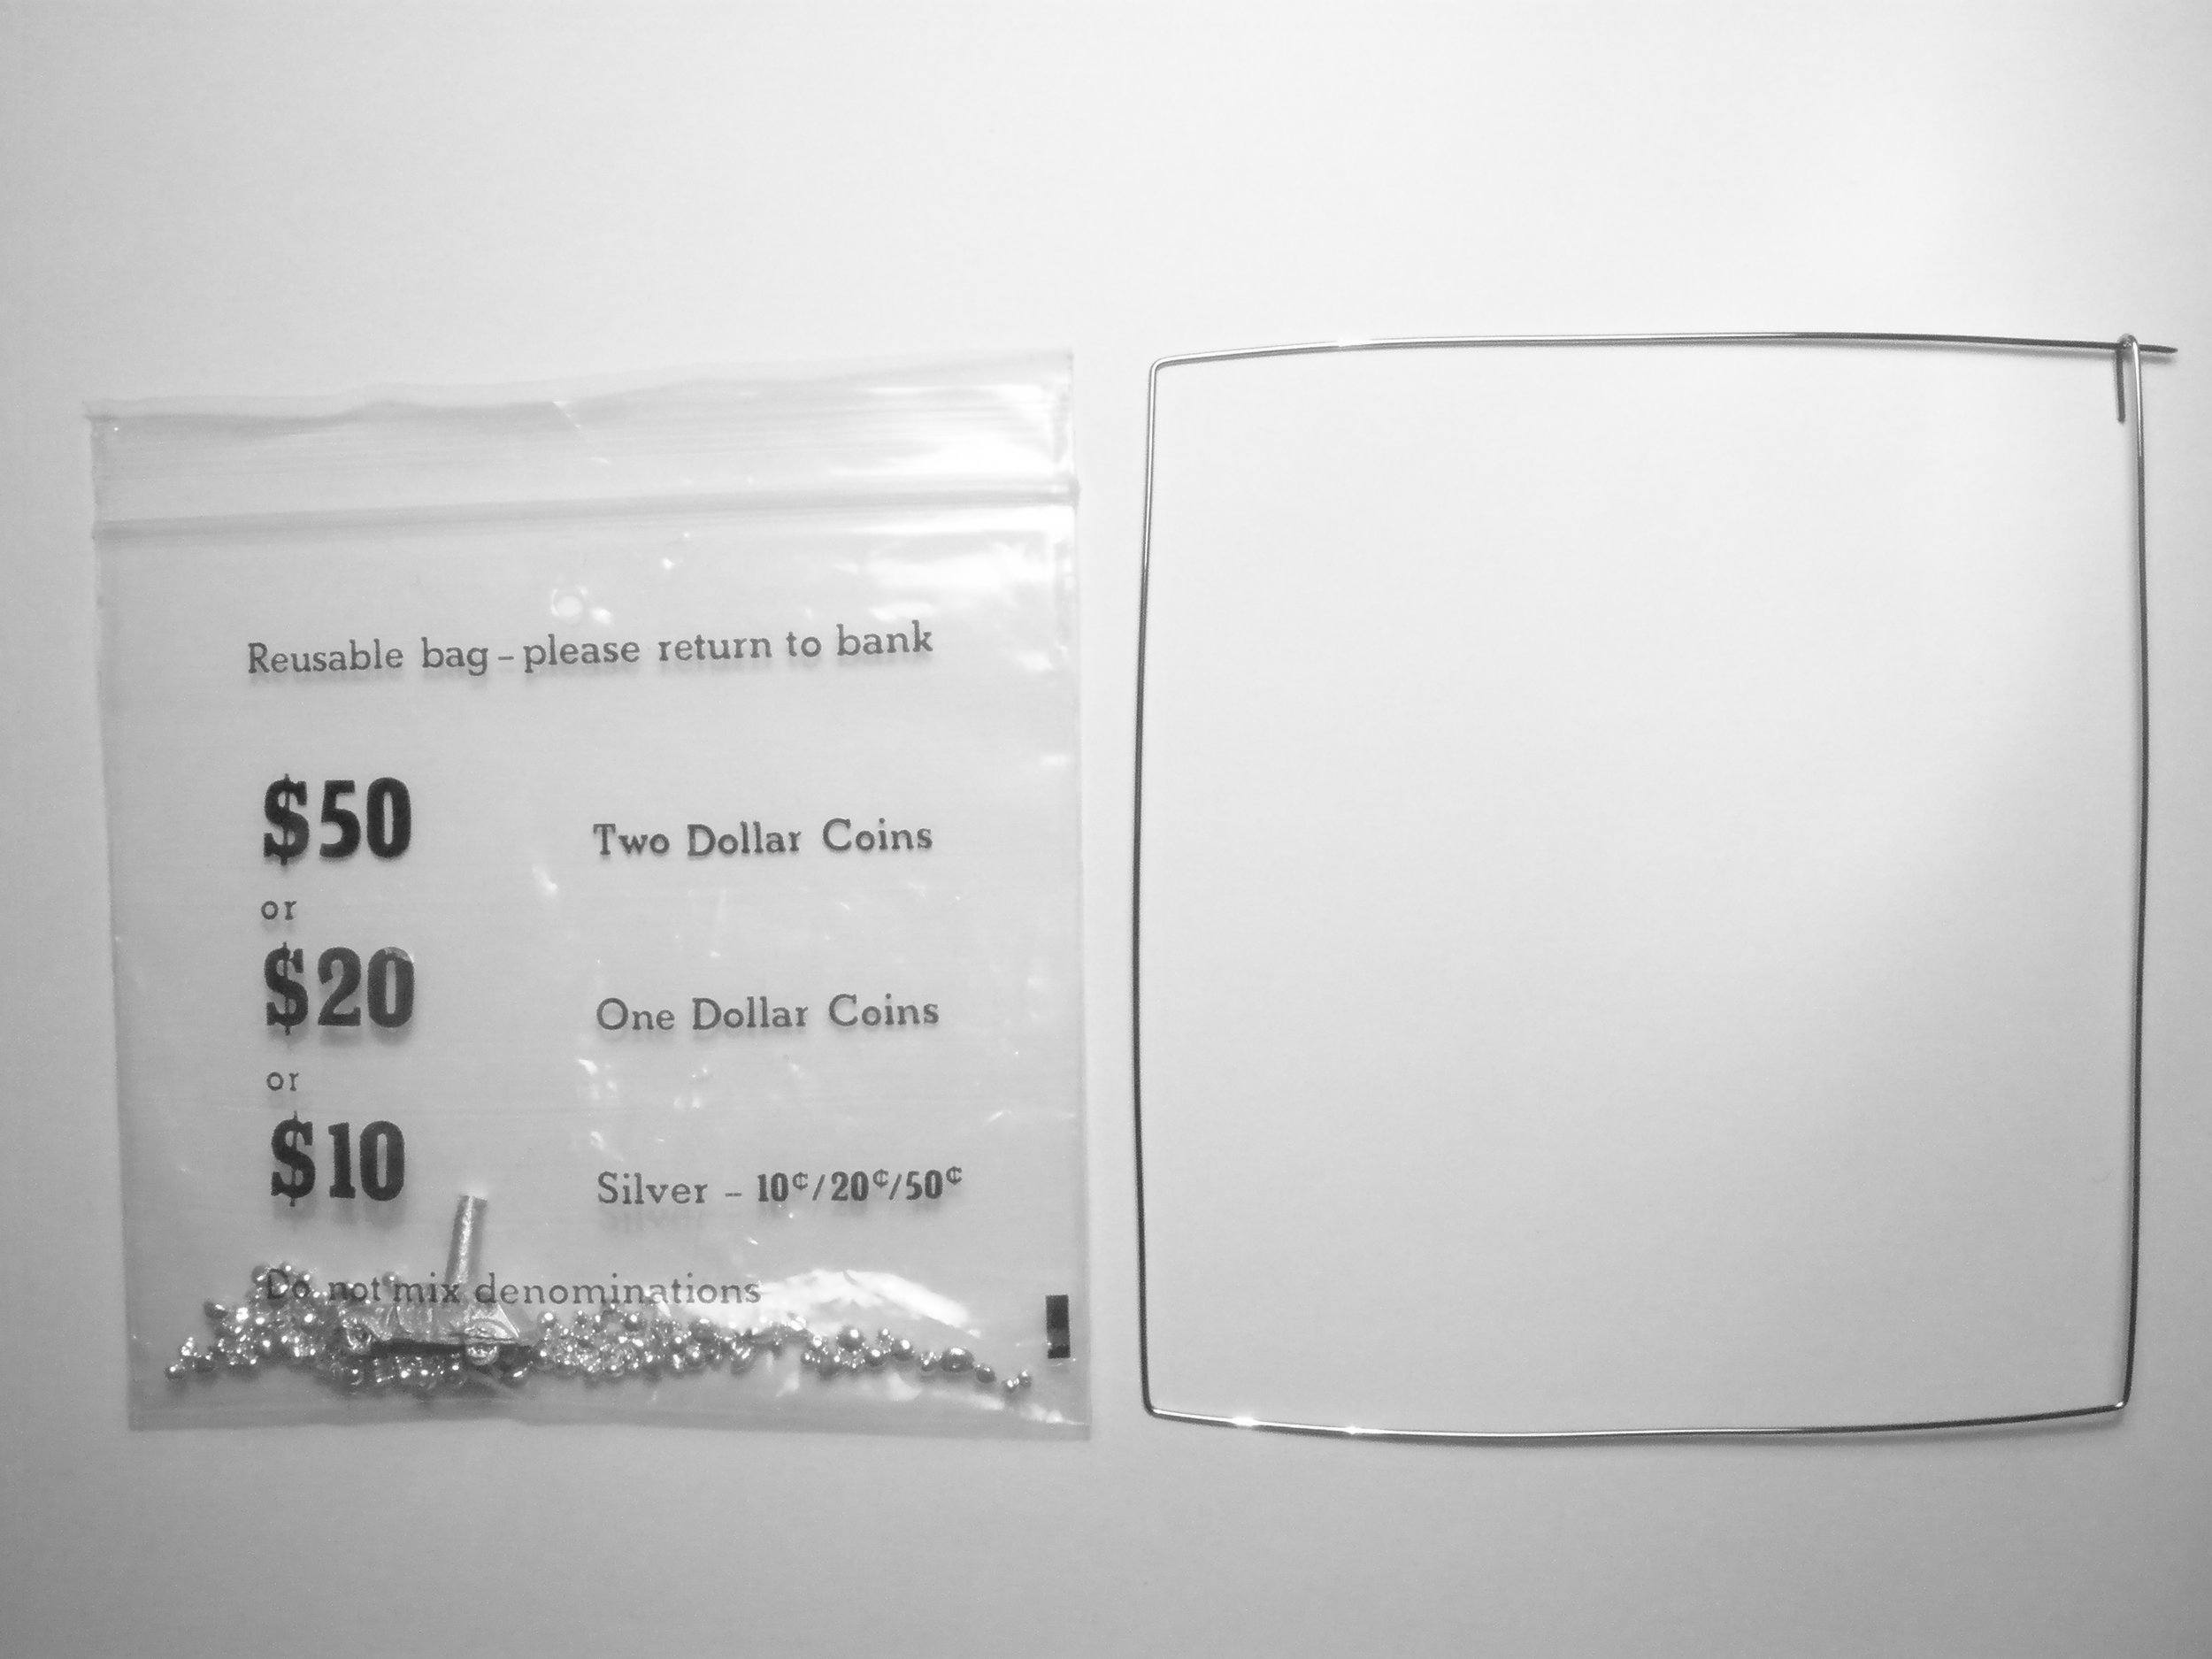 Reusable bag – please return to bank
$50 Two Dollar Coins
or
$20 One Dollar Coins
or
$10 Silver – 10¢/20¢/50¢
Do not mix denominations